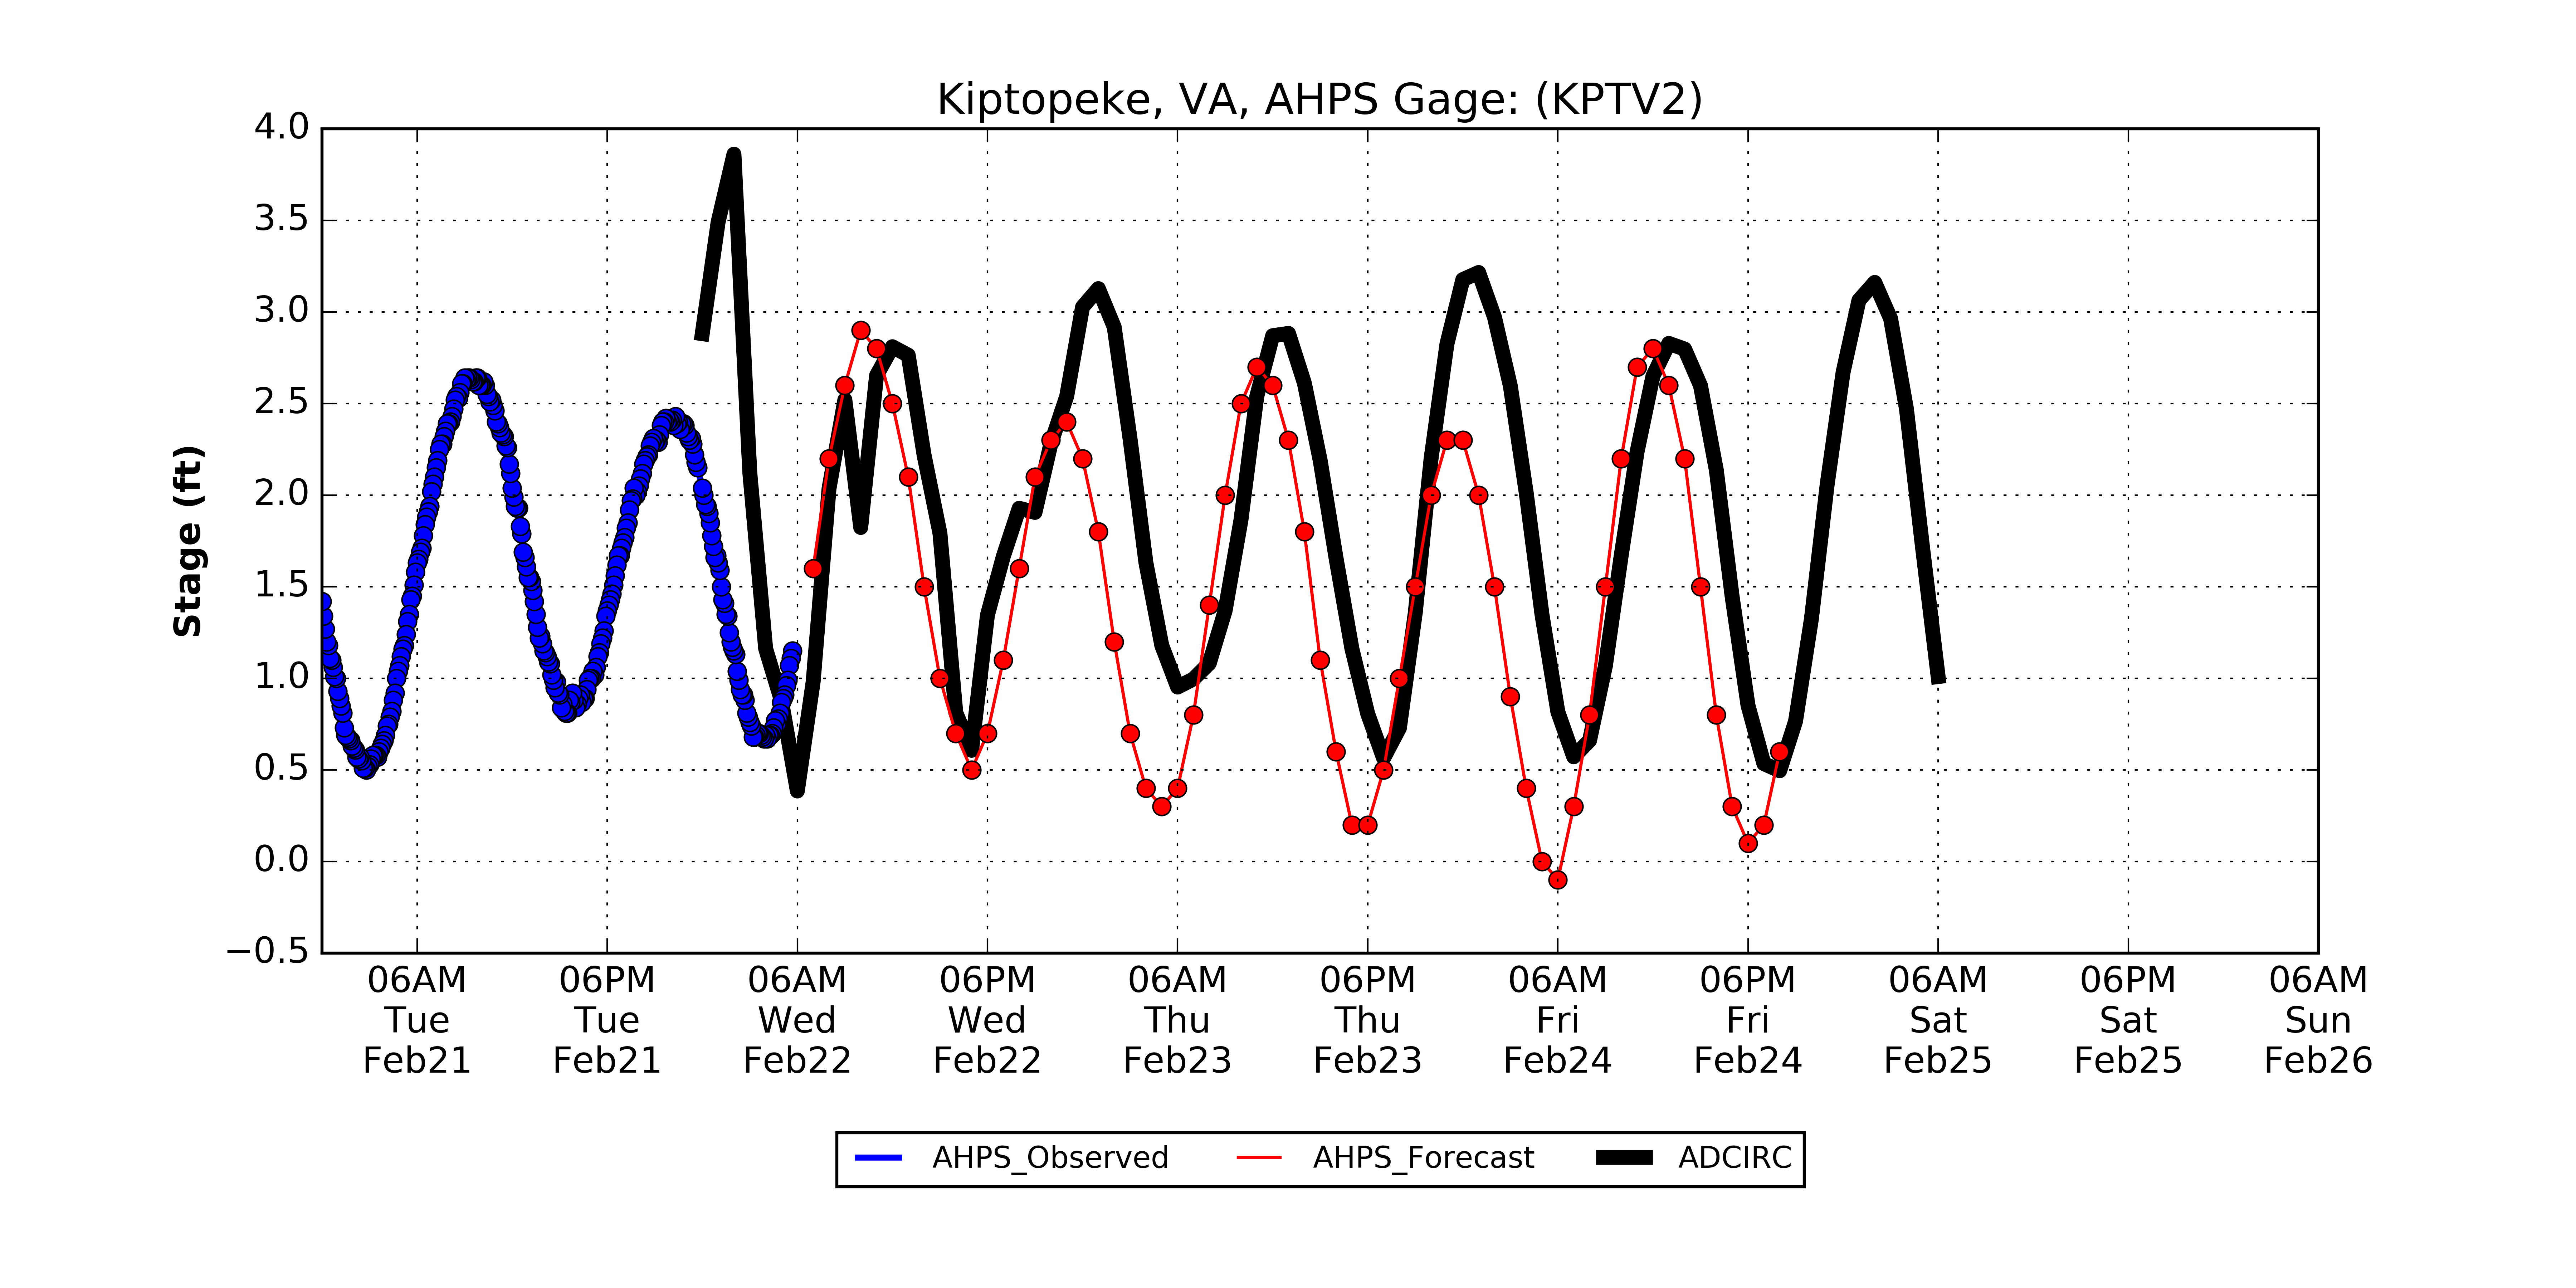 Kiptopeke, VA, AHPS Gage: (KPTV2)
Stage (ft)
4.0
3.5
3.0
2.5
2.0
1.5
1.0
0.5
0.0
−0.5
06AM 06PM 06AM 06PM 06AM 06PM 06AM 06PM 06AM 06PM 06AM
Tue Tue Wed Wed Thu Thu Fri Fri Sat Sat Sun
Feb21 Feb21 Feb22 Feb22 Feb23 Feb23 Feb24 Feb24 Feb25 Feb25 Feb26
AHPS_Observed AHPS_Forecast ADCIRC